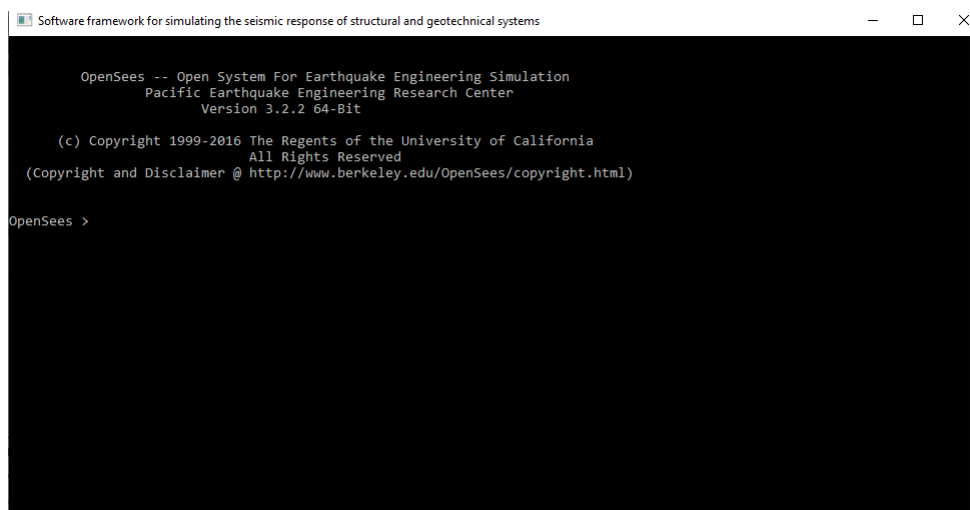 Software framework for simulating the seismic response of structural and geotechnical systems
OpenSees -- Open System For Earthquake Engineering Simulation
Pacific Earthquake Engineering Research Center
Version 3.2.2 64-Bit
(c) Copyright 1999-2016 The Regents of the University of California
All Rights Reserved
(Copyright and Disclaimer @ http://www.berkeley.edu/OpenSees/copyright.html)
OpenSees >